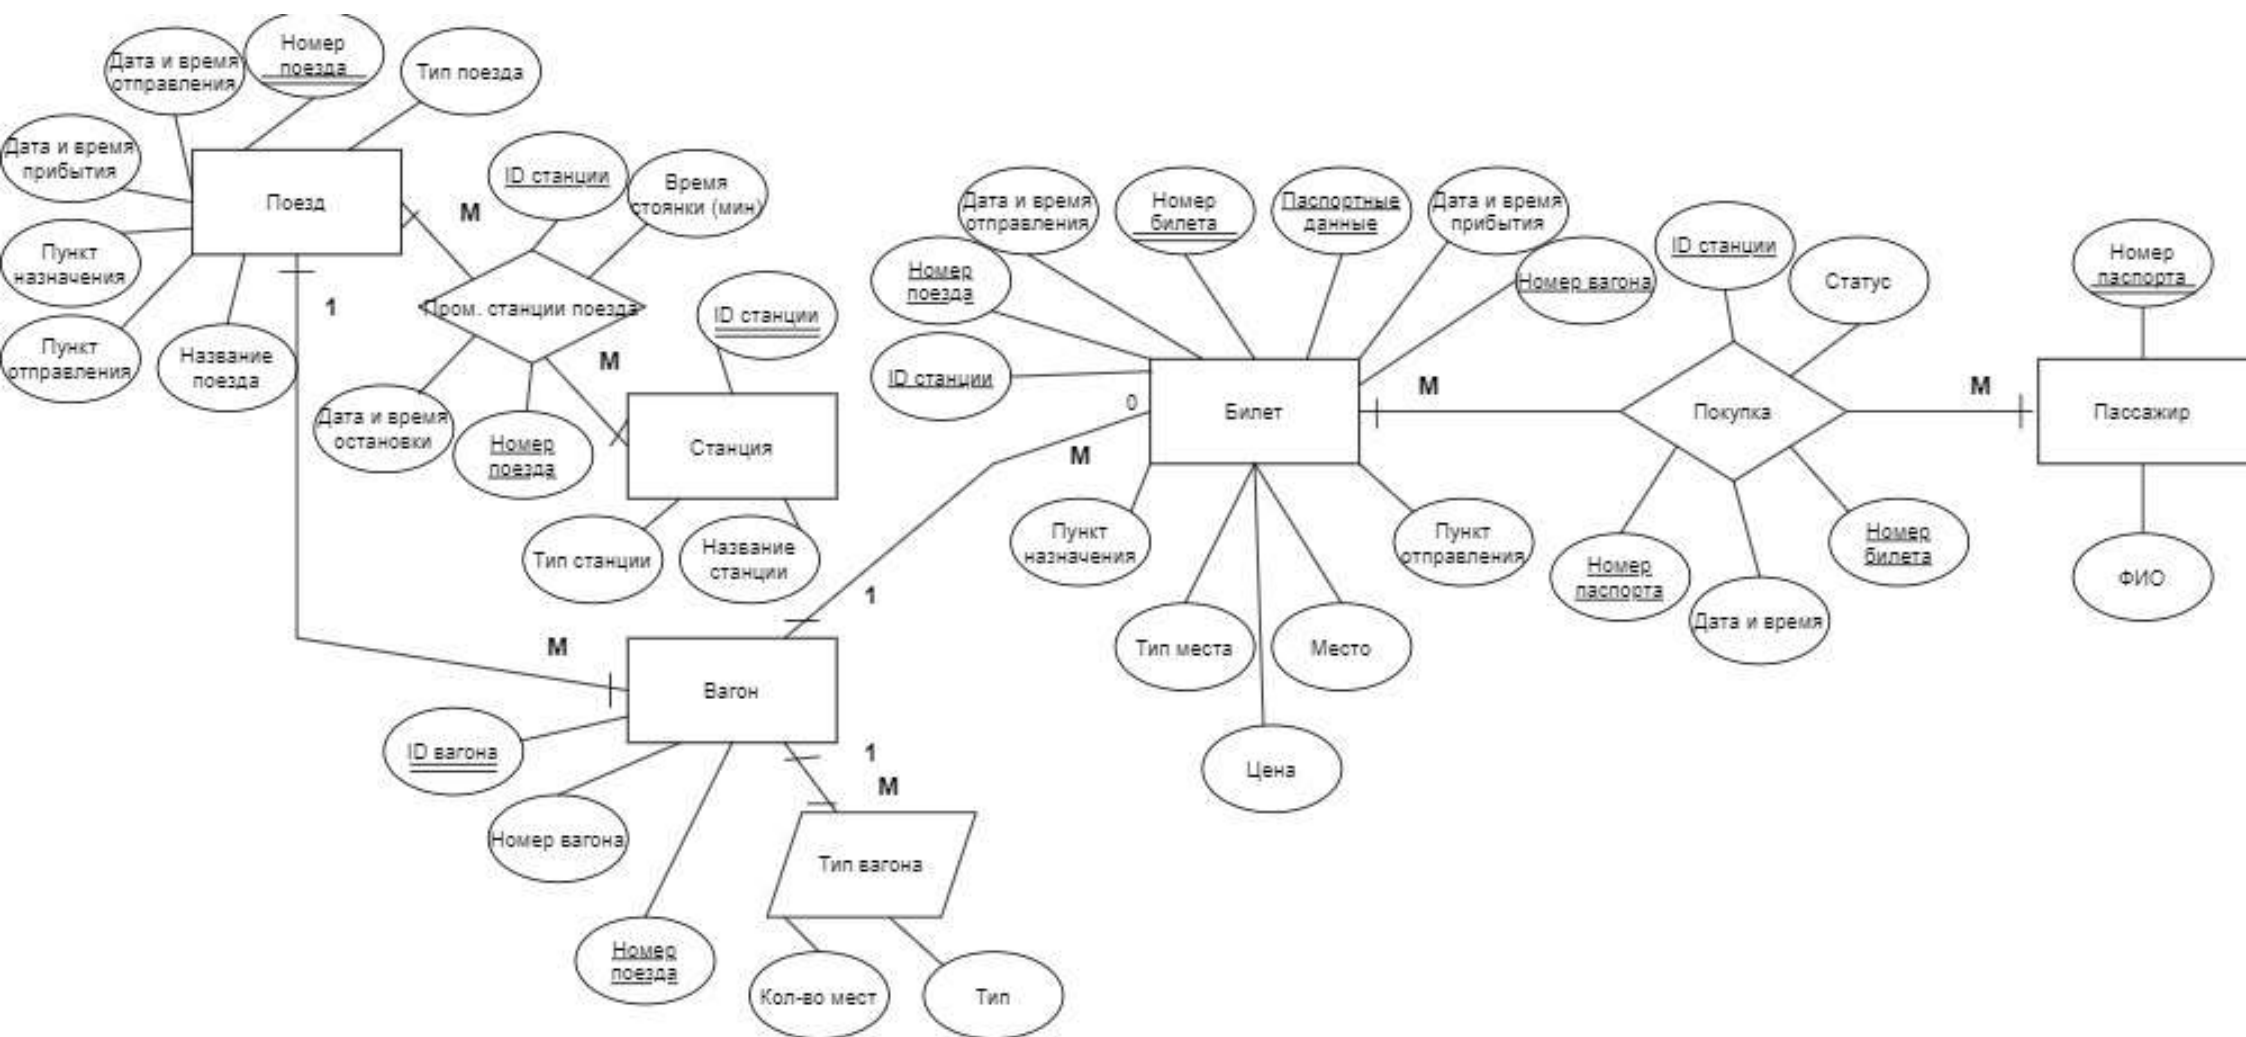 Номер
поезда
Дата и время
отправления
Тип поезда
Дата и время
прибытия
Поезд
М
ID станции
Время
стоянки (мин)
Пункт
назначения
1
Пром. станции поезда
ID станции
Пункт
отправления
Название
поезда
М
Дата и время
остановки
Номер
поезда
Станция
Тип станции
Название
станции
Дата и время
отправления
Номер
билета
Паспортные
данные
Дата и время
прибытия
Номер
поезда
Номер вагона
ID станции
0
Билет
М
М
Пункт
назначения
Пункт
отправления
Тип места
Место
Цена
ID станции
Статус
Покупка
М
Номер
паспорта
Дата и время
Номер
билета
Номер
паспорта
Пассажир
ФИО
1
М
Вагон
ID вагона
1
М
Номер вагона
Тип вагона
Номер
поезда
Кол-во мест
Тип